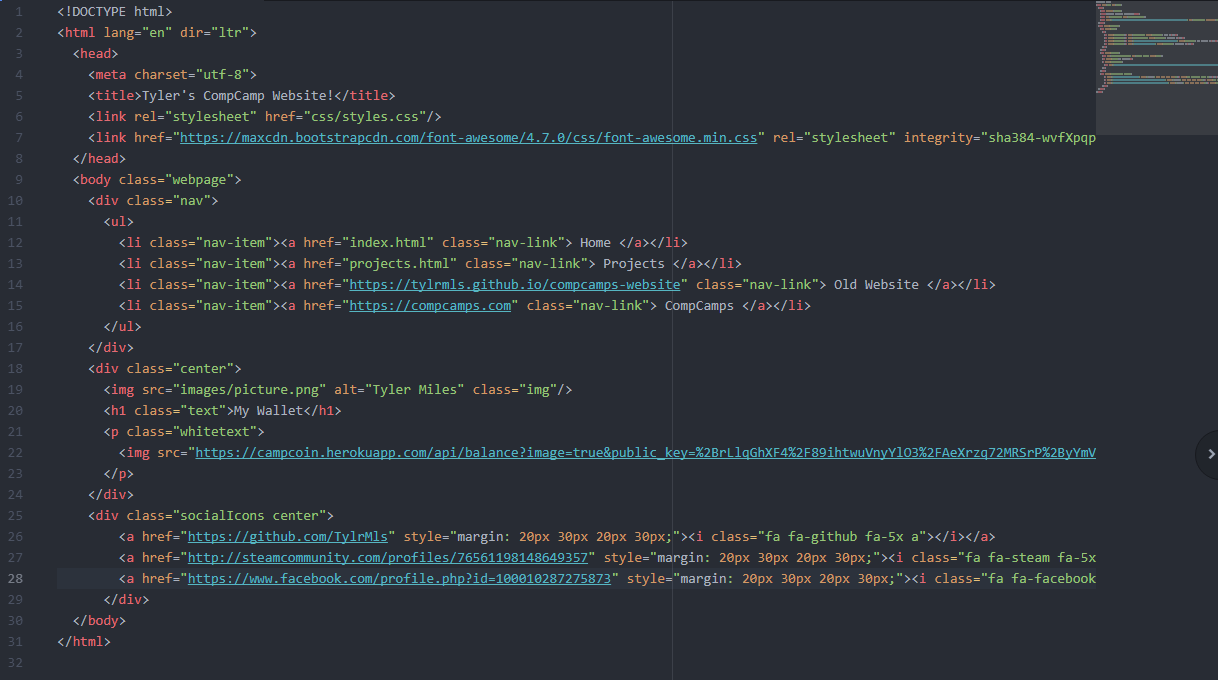 1 <!DOCTYPE html>
2 <html lang="en" dir="ltr">
3 <head>
4 <meta charset="utf-8">
5 <title>Tyler's CompCamp Website!</title>
6 <link rel="stylesheet" href="css/styles.css"/>
7 <link href="https://maxcdn.bootstrapcdn.com/font-awesome/4.7.0/css/font-awesome.min.css" rel="stylesheet" integrity="sha384-wvfXpqp
8 </head>
9 <body class="webpage">
10 <div class="nav">
11 <ul>
12 <li class="nav-item"><a href="index.html" class="nav-link"> Home </a></li>
13 <li class="nav-item"><a href="projects.html" class="nav-link"> Projects </a></li>
14 <li class="nav-item"><a href="https://tylrmls.github.io/compcamps-website" class="nav-link"> Old Website </a></li>
15 <li class="nav-item"><a href="https://compcamps.com" class="nav-link"> CompCamps </a></li>
16 </ul>
17 </div>
18 <div class="center">
19 <img src="images/picture.png" alt="Tyler Miles" class="img"/>
20 <h1 class="text">My Wallet</h1>
21 <p class="whitetext">
22 <img src="https://campcoin.herokuapp.com/api/balance?image=true&public_key=%2BrLlqGhXF4%2F89ihtwuVnyYlO3%2FAeXrzq72MRSrP%2ByYmV
23 </p>
24 </div>
25 <div class="socialIcons center">
26 <a href="https://github.com/TylrMls" style="margin: 20px 30px 20px 30px;"><i class="fa fa-github fa-5x a"></i></a>
27 <a href="http://steamcommunity.com/profiles/76561198148649357" style="margin: 20px 30px 20px 30px;"><i class="fa fa-steam fa-5x
28 <a href="https://www.facebook.com/profile.php?id=100010287275873" style="margin: 20px 30px 20px 30px;"><i class="fa fa-facebook
29 </div>
30 </body>
31 </html>
32